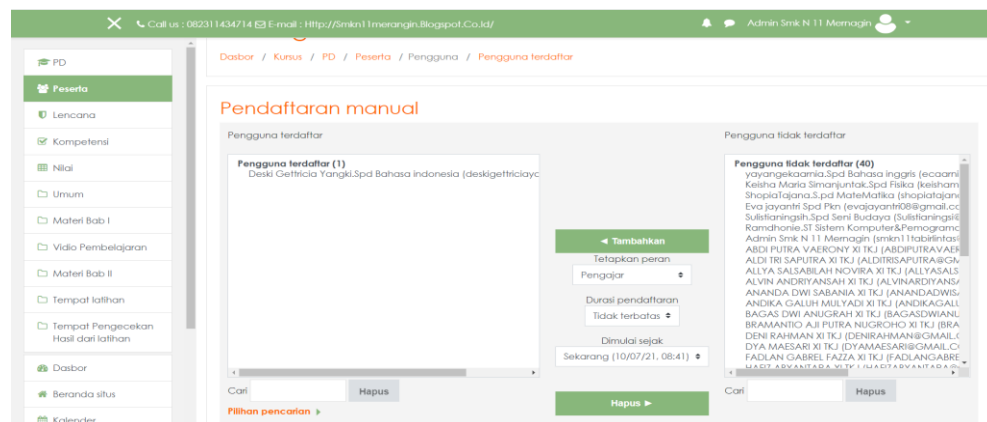 Call us : 082311434714 E-mail : Http://Smkn11merangin.Blogspot.Co.Id/
Admin Smk N 11 Mernagin
PD
Peserta
Lencana
Kompetensi
Nilai
Umum
Materi Bab I
Vidio Pembelajaran
Materi Bab II
Tempat latihan
Tempat Pengecekan
Hasil dari latihan
Dasbor
Beranda situs
Kalender
Dasbor / Kursus / PD / Peserta / Pengguna / Pengguna terdaftar
Pendaftaran manual
Pengguna terdaftar
Pengguna terdaftar (1)
Deski Gettricia Yangki.Spd Bahasa indonesia (deskigettriciayc
Cari
Hapus
Pilihan pencarian
◄ Tambahkan
Tetapkan peran
Pengajar
Durasi pendaftaran
Tidak terbatas
Dimulai sejak
Sekarang (10/07/21, 08:41)
Hapus ►
Pengguna tidak terdaftar
Pengguna tidak terdaftar (40)
yayangekaarnia.Spd Bahasa inggris (ecaarni
Keisha Maria Simanjuntak.Spd Fisika (keisham
ShopiaTajana.S.pd MateMatika (shopiatajan
Eva jayantri Spd Pkn (evajayantri08@gmail.cc
Sulistianingsih.Spd Seni Budaya (Sulistianingsi
Ramdhonie.ST Sistem Komputer&Pemogramc
Admin Smk N 11 Mernagin (smkn11tabirlintas
ABDI PUTRA VAERONY XI TKJ (ABDIPUTRAVAER
ALDI TRI SAPUTRA XI TKJ (ALDITRISAPUTRA@GM
ALLYA SALSABILAH NOVIRA XI TKJ (ALLYASALS
ALVIN ANDRIYANSAH XI TKJ (ALVINARDIYANS
ANANDA DWI SABANIA XI TKJ (ANANDADWIS
ANDIKA GALUH MULYADI XI TKJ (ANDIKAGALU
BAGAS DWI ANUGRAH XI TKJ (BAGASDWIANU
BRAMANTIO AJI PUTRA NUGROHO XI TKJ (BRA
DENI RAHMAN XI TKJ (DENIRAHMAN@GMAIL.C
DYA MAESARI XI TKJ (DYAMAESARI@GMAIL.C
FADLAN GABREL FAZZA XI TKJ (FADLANGABRE
Cari
Hapus